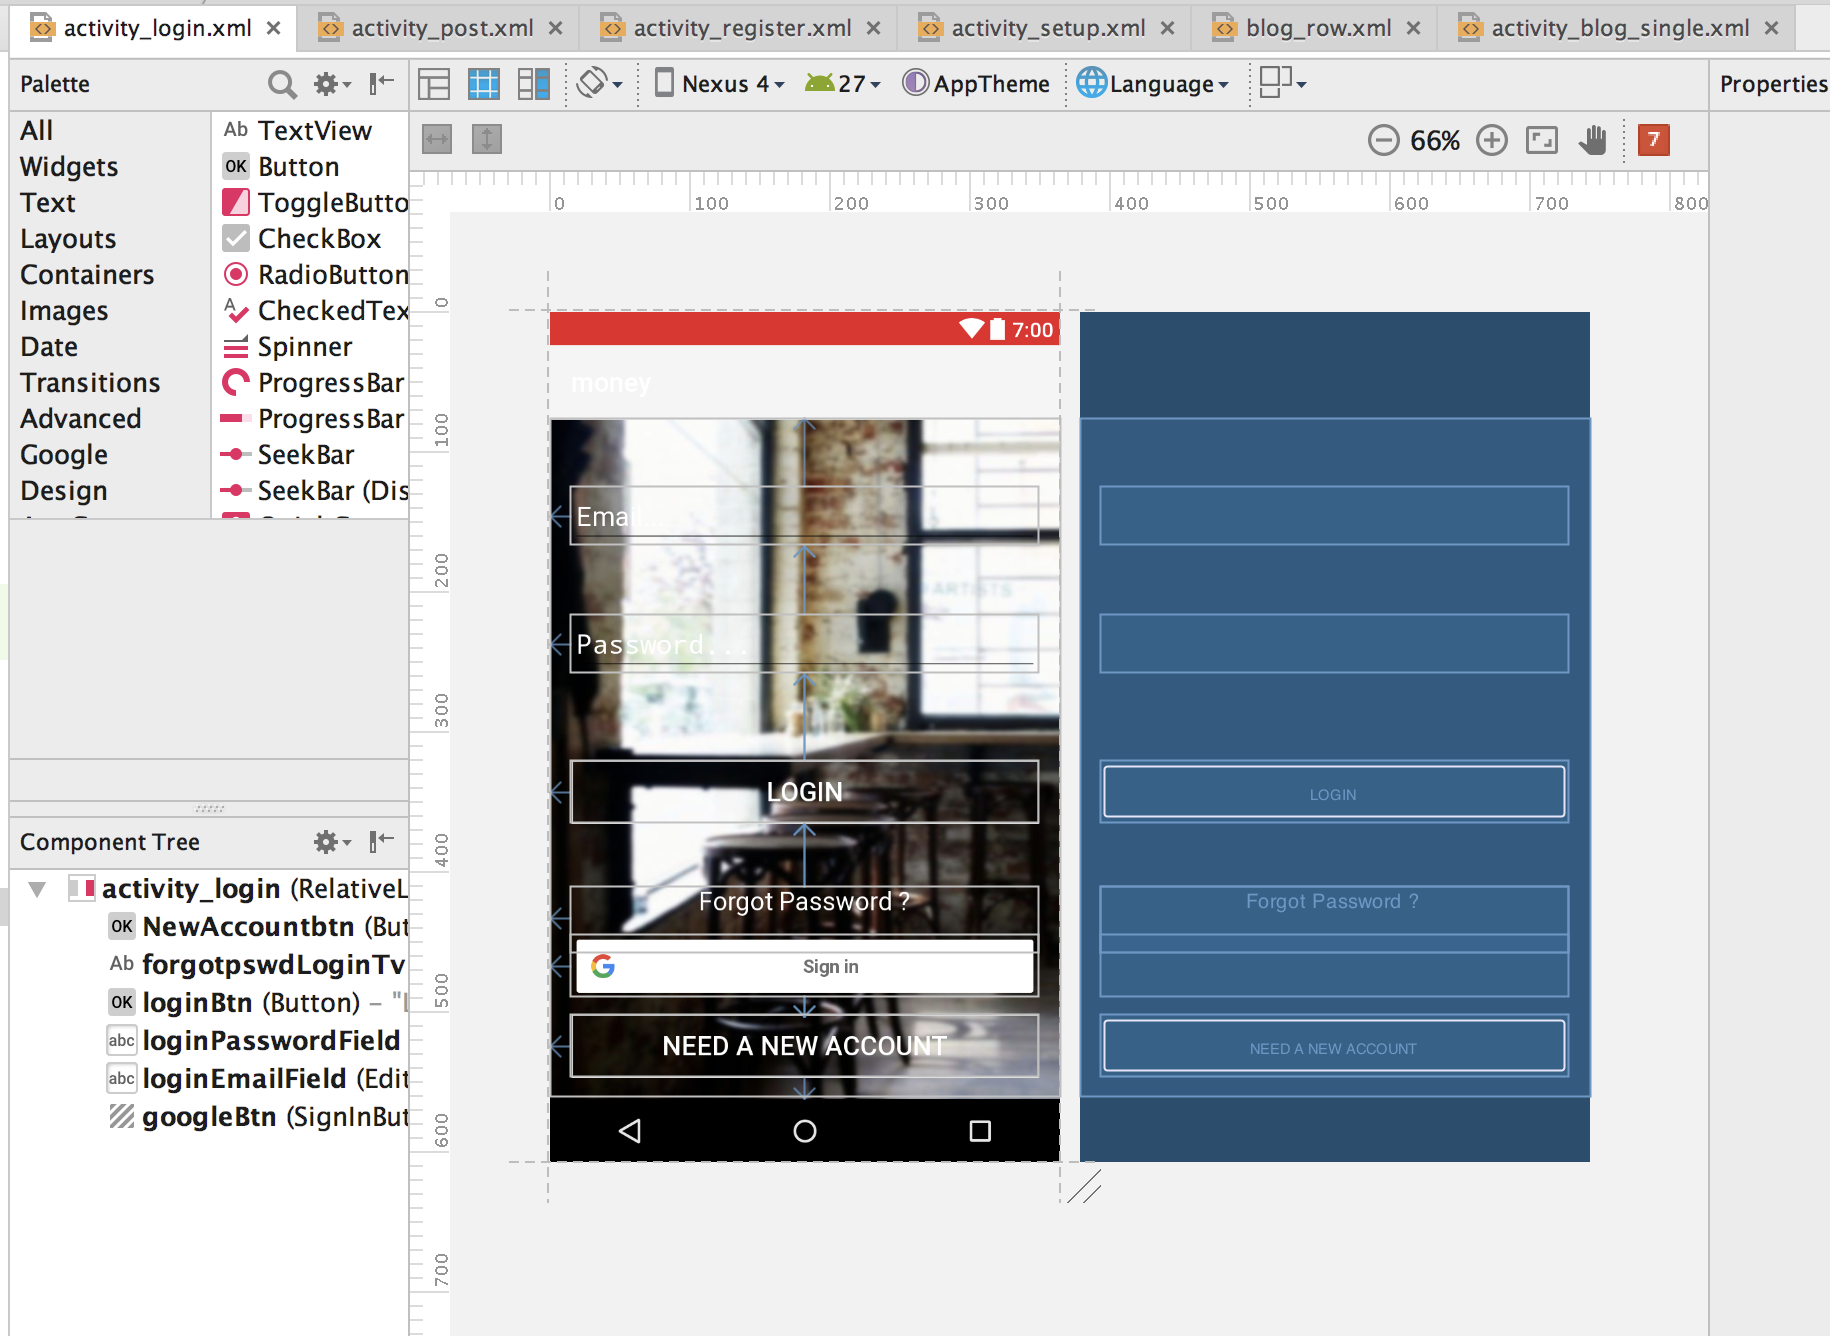 activity_login.xml
activity_post.xml
activity_register.xml
activity_setup.xml
blog_row.xml
activity_blog_single.xml
Palette
Nexus 4
27
AppTheme
Language
Properties
66%
7
All
Widgets
Text
Layouts
Containers
Images
Date
Transitions
Advanced
Google
Design
Ab TextView
OK Button
ToggleButto
CheckBox
RadioButton
CheckedTex
Spinner
ProgressBar
ProgressBar
SeekBar
SeekBar (Dis
0 100 200 300 400 500 600 700 800
0
100
200
300
400
500
600
700
7:00
money
Email...
Password...
ARTISTS
LOGIN
Forgot Password ?
G Sign in
NEED A NEW ACCOUNT
LOGIN
Forgot Password ?
NEED A NEW ACCOUNT
Component Tree
activity_login (RelativeL
OK NewAccountbtn (But
Ab forgotpswdLoginTv
OK loginBtn (Button) – "L
abc loginPasswordField
abc loginEmailField (Edit
googleBtn (SignInBut